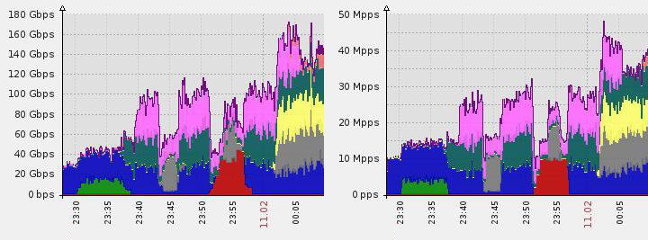 180 Gbps
160 Gbps
140 Gbps
120 Gbps
100 Gbps
80 Gbps
60 Gbps
40 Gbps
20 Gbps
0 bps
23:30
23:35
23:40
23:45
23:50
23:55
11.02
00:05
50 Mpps
40 Mpps
30 Mpps
20 Mpps
10 Mpps
0 pps
23:30
23:35
23:40
23:45
23:50
23:55
11.02
00:05